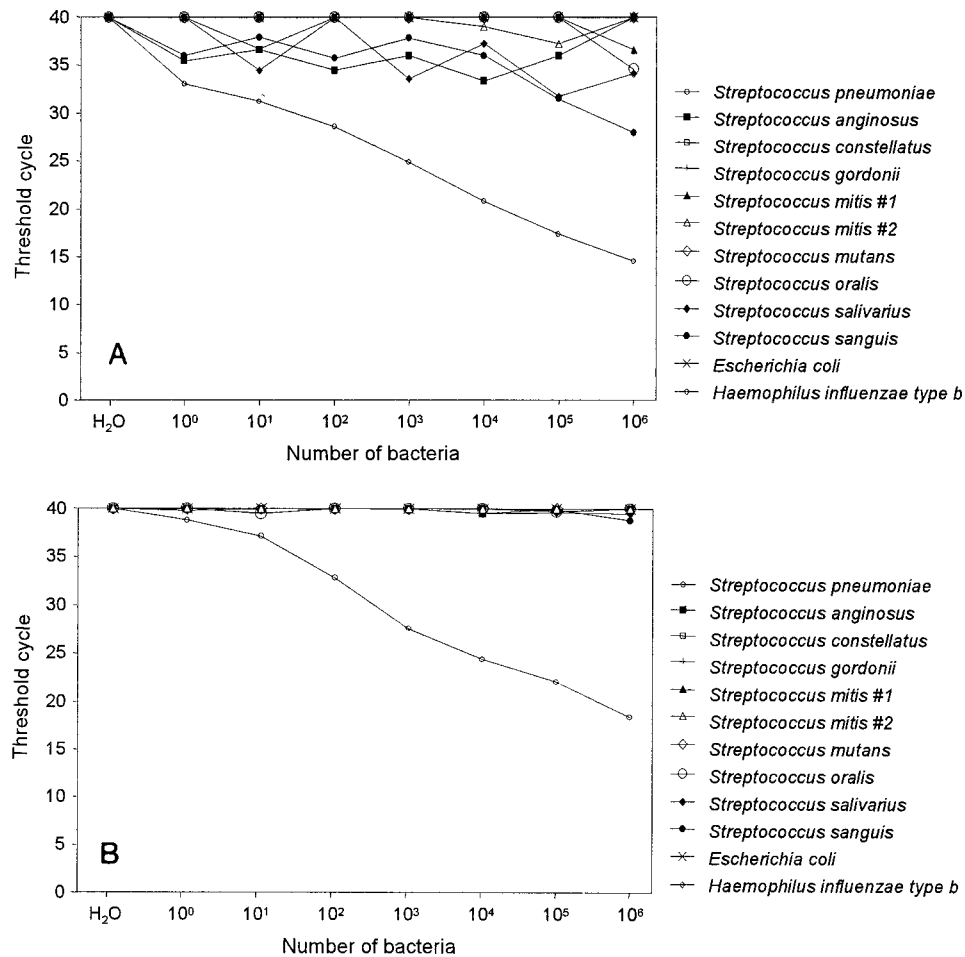 40
35
30
25
20
15
10
5
0
Threshold cycle
A
H₂O 10⁰ 10¹ 10² 10³ 10⁴ 10⁵ 10⁶
Number of bacteria
Streptococcus pneumoniae
Streptococcus anginosus
Streptococcus constellatus
Streptococcus gordonii
Streptococcus mitis #1
Streptococcus mitis #2
Streptococcus mutans
Streptococcus oralis
Streptococcus salivarius
Streptococcus sanguis
Escherichia coli
Haemophilus influenzae type b
40
35
30
25
20
15
10
5
0
Threshold cycle
B
H₂O 10⁰ 10¹ 10² 10³ 10⁴ 10⁵ 10⁶
Number of bacteria
Streptococcus pneumoniae
Streptococcus anginosus
Streptococcus constellatus
Streptococcus gordonii
Streptococcus mitis #1
Streptococcus mitis #2
Streptococcus mutans
Streptococcus oralis
Streptococcus salivarius
Streptococcus sanguis
Escherichia coli
Haemophilus influenzae type b